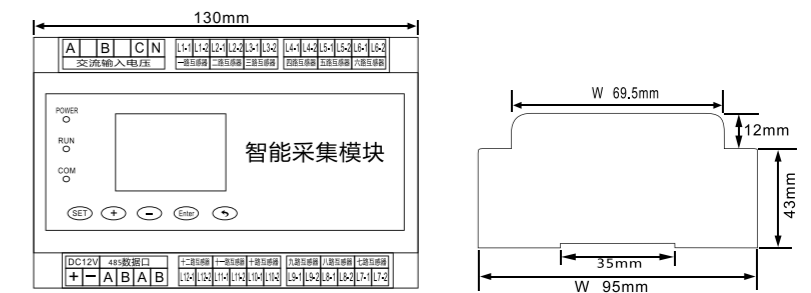 130mm
A B C N L1-1 L1-2 L2-1 L2-2 L3-1 L3-2 L4-1 L4-2 L5-1 L5-2 L6-1 L6-2
交流输入电压 一路互感器 二路互感器 三路互感器 四路互感器 五路互感器 六路互感器
POWER
RUN
COM
智能采集模块
SET + − Enter
DC12V 485数据口 十二路互感器 十一路互感器 十路互感器 九路互感器 八路互感器 七路互感器
+ − A B A B L12-1 L12-2 L11-1 L11-2 L10-1 L10-2 L9-1 L9-2 L8-1 L8-2 L7-1 L7-2
W 69.5mm
12mm
43mm
35mm
W 95mm